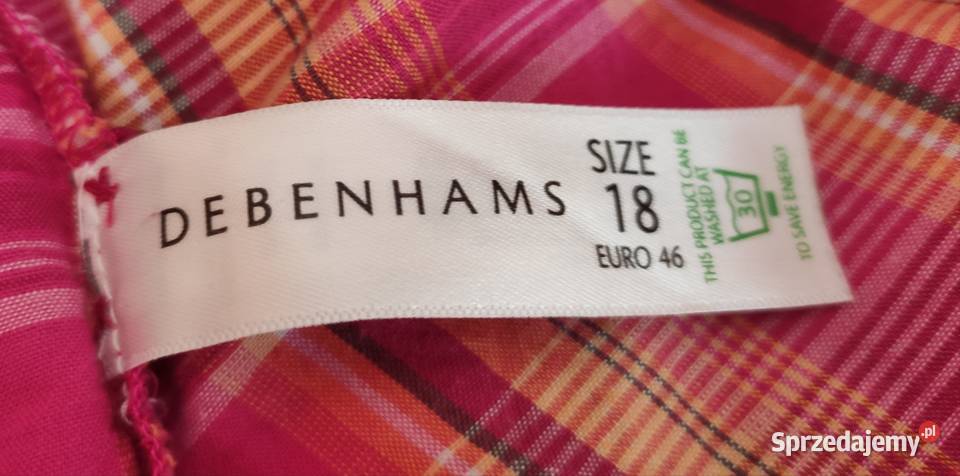 DEBENHAMS
SIZE
18
EURO 46
THIS PRODUCT CAN BE
WASHED AT
30
TO SAVE ENERGY
Sprzedajemy.pl